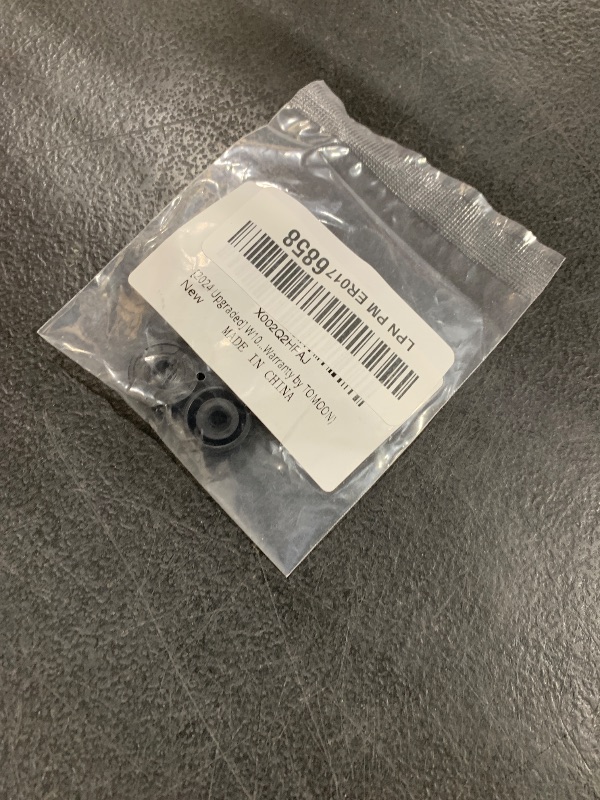 LPN PM ER0176858
X002Q2HFAJ
[2024 Upgraded] W10...Warranty by TOMOON]
New
MADE IN CHINA